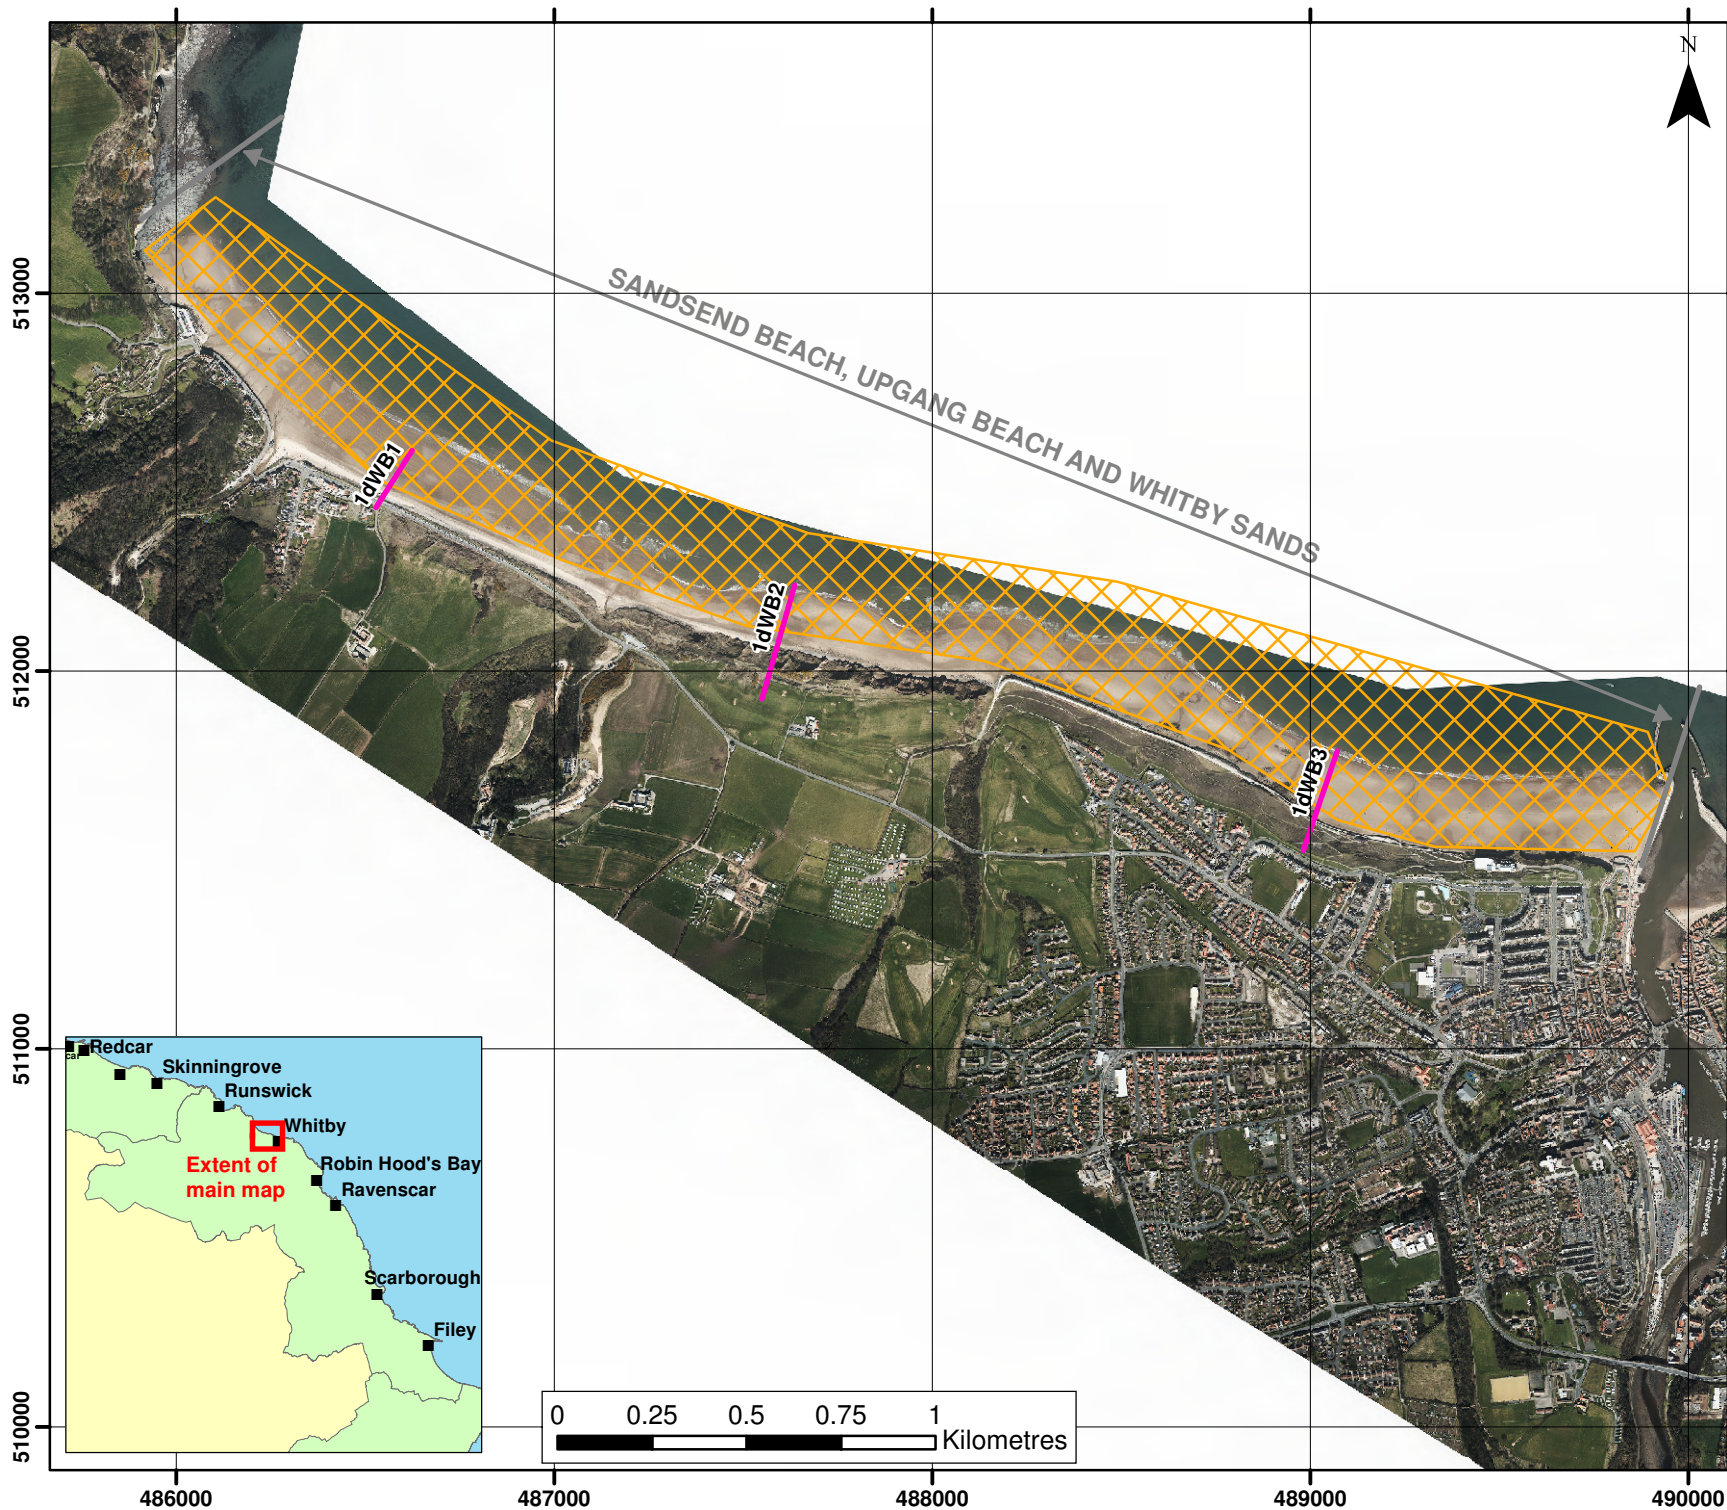 N
SANDSEND BEACH, UPGANG BEACH AND WHITBY SANDS
1dWB1
1dWB2
1dWB3
513000
512000
511000
510000
Redcar
car
Skinningrove
Runswick
Whitby
Extent of
main map
Robin Hood's Bay
Ravenscar
Scarborough
Filey
0 0.25 0.5 0.75 1
Kilometres
486000 487000 488000 489000 490000